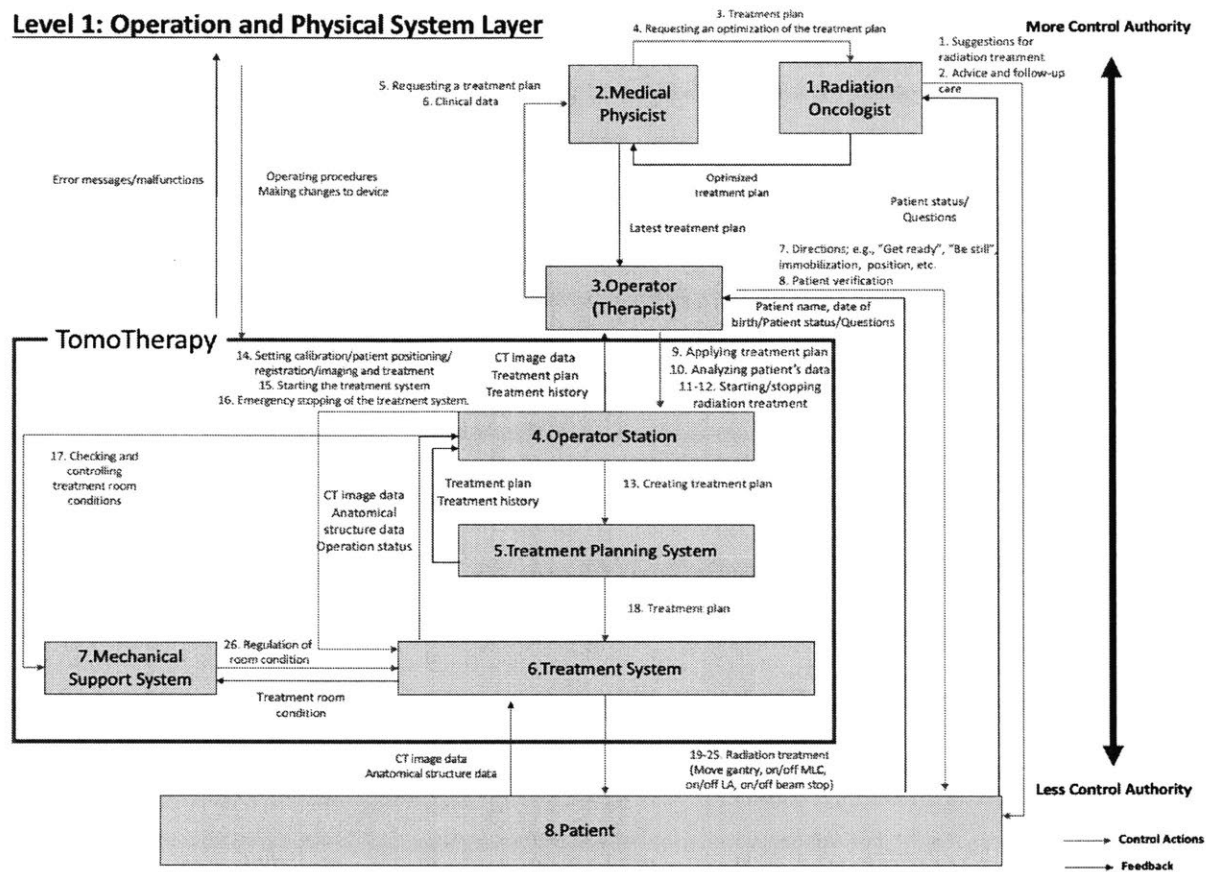 Level 1: Operation and Physical System Layer
3. Treatment plan
4. Requesting an optimization of the treatment plan
More Control Authority
1. Suggestions for
radiation treatment
2. Advice and follow-up
care
5. Requesting a treatment plan
6. Clinical data
2.Medical
Physicist
1.Radiation
Oncologist
Error messages/malfunctions
Operating procedures
Making changes to device
Optimized
treatment plan
Patient status/
Questions
Latest treatment plan
7. Directions; e.g., "Get ready", "Be still",
immobilization, position, etc.
8. Patient verification
3.Operator
(Therapist)
Patient name, date of
birth/Patient status/Questions
TomoTherapy
14. Setting calibration/patient positioning/
registration/imaging and treatment
15. Starting the treatment system
16. Emergency stopping of the treatment system.
CT image data
Treatment plan
Treatment history
9. Applying treatment plan
10. Analyzing patient's data
11-12. Starting/stopping
radiation treatment
4.Operator Station
17. Checking and
controlling
treatment room
conditions
CT image data
Anatomical
structure data
Operation status
Treatment plan
Treatment history
13. Creating treatment plan
5.Treatment Planning System
18. Treatment plan
7.Mechanical
Support System
26. Regulation of
room condition
6.Treatment System
Treatment room
condition
CT image data
Anatomical structure data
19-25. Radiation treatment
(Move gantry, on/off MLC,
on/off LA, on/off beam stop)
Less Control Authority
8.Patient
Control Actions
Feedback